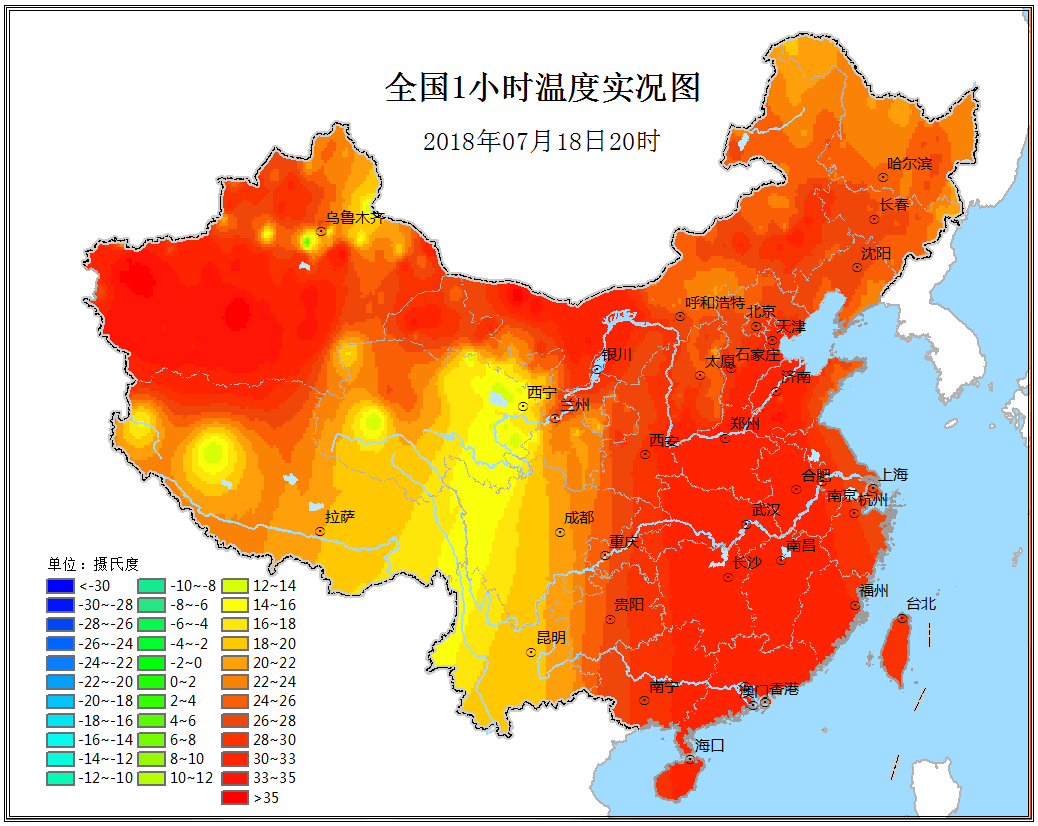 全国1小时温度实况图
2018年07月18日20时
哈尔滨
长春
乌鲁木齐
沈阳
呼和浩特
北京
天津
石家庄
太原
银川
济南
西宁
兰州
郑州
西安
合肥
上海
南京
杭州
拉萨
成都
武汉
重庆
南昌
长沙
福州
台北
贵阳
昆明
南宁
澳门
香港
海口
单位：摄氏度
<-30 -10~-8 12~14
-30~-28 -8~-6 14~16
-28~-26 -6~-4 16~18
-26~-24 -4~-2 18~20
-24~-22 -2~0 20~22
-22~-20 0~2 22~24
-20~-18 2~4 24~26
-18~-16 4~6 26~28
-16~-14 6~8 28~30
-14~-12 8~10 30~33
-12~-10 10~12 33~35
>35